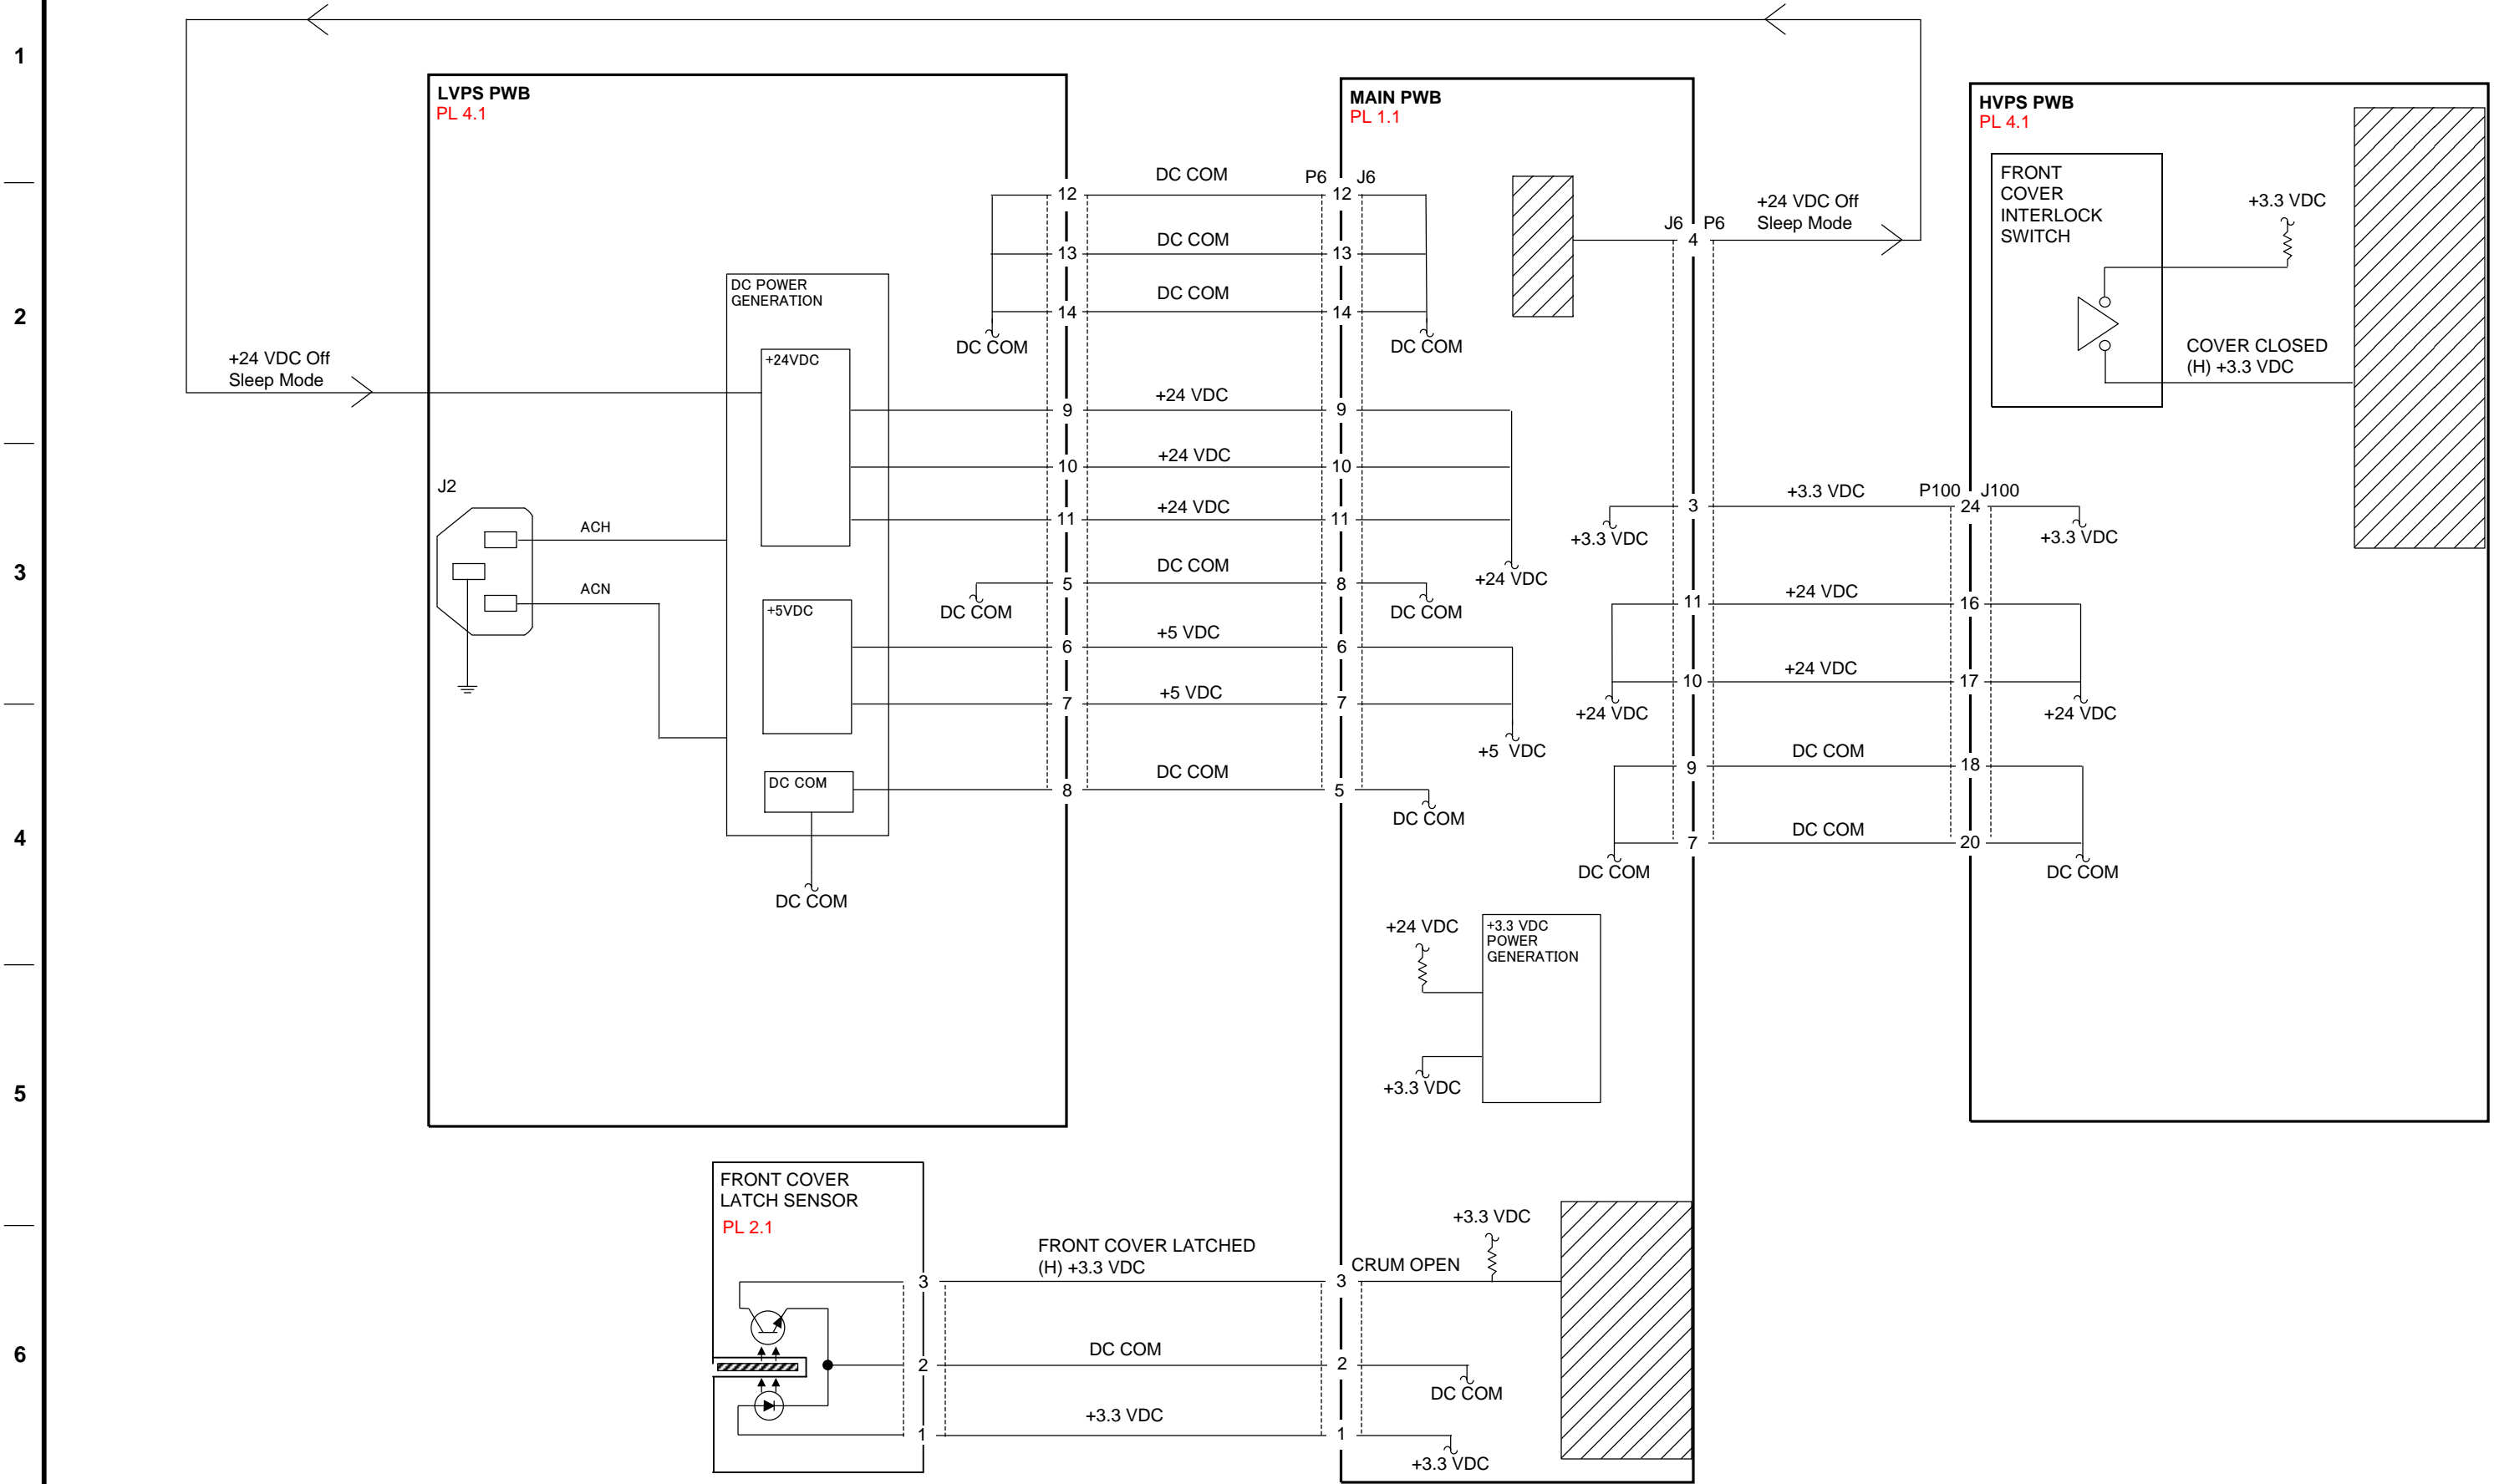 1
2
3
4
5
6
LVPS PWB
PL 4.1
DC POWER
GENERATION
+24VDC
+5VDC
DC COM
DC COM
+24 VDC Off
Sleep Mode
J2
ACH
ACN
DC COM
DC COM
12
13
14
9
10
11
5
6
7
8
DC COM
DC COM
DC COM
+24 VDC
+24 VDC
+24 VDC
DC COM
+5 VDC
+5 VDC
DC COM
P6
J6
12
13
14
9
10
11
8
6
7
5
MAIN PWB
PL 1.1
DC COM
+24 VDC
DC COM
+5 VDC
DC COM
J6
P6
4
+24 VDC Off
Sleep Mode
+3.3 VDC
3
+3.3 VDC
P100
J100
24
+3.3 VDC
11
+24 VDC
16
10
+24 VDC
17
+24 VDC
+24 VDC
9
DC COM
18
7
DC COM
20
DC COM
DC COM
HVPS PWB
PL 4.1
FRONT
COVER
INTERLOCK
SWITCH
+3.3 VDC
COVER CLOSED
(H) +3.3 VDC
+24 VDC
+3.3 VDC
POWER
GENERATION
+3.3 VDC
FRONT COVER
LATCH SENSOR
PL 2.1
FRONT COVER LATCHED
(H) +3.3 VDC
3
3
CRUM OPEN
+3.3 VDC
2
DC COM
2
DC COM
1
+3.3 VDC
1
+3.3 VDC